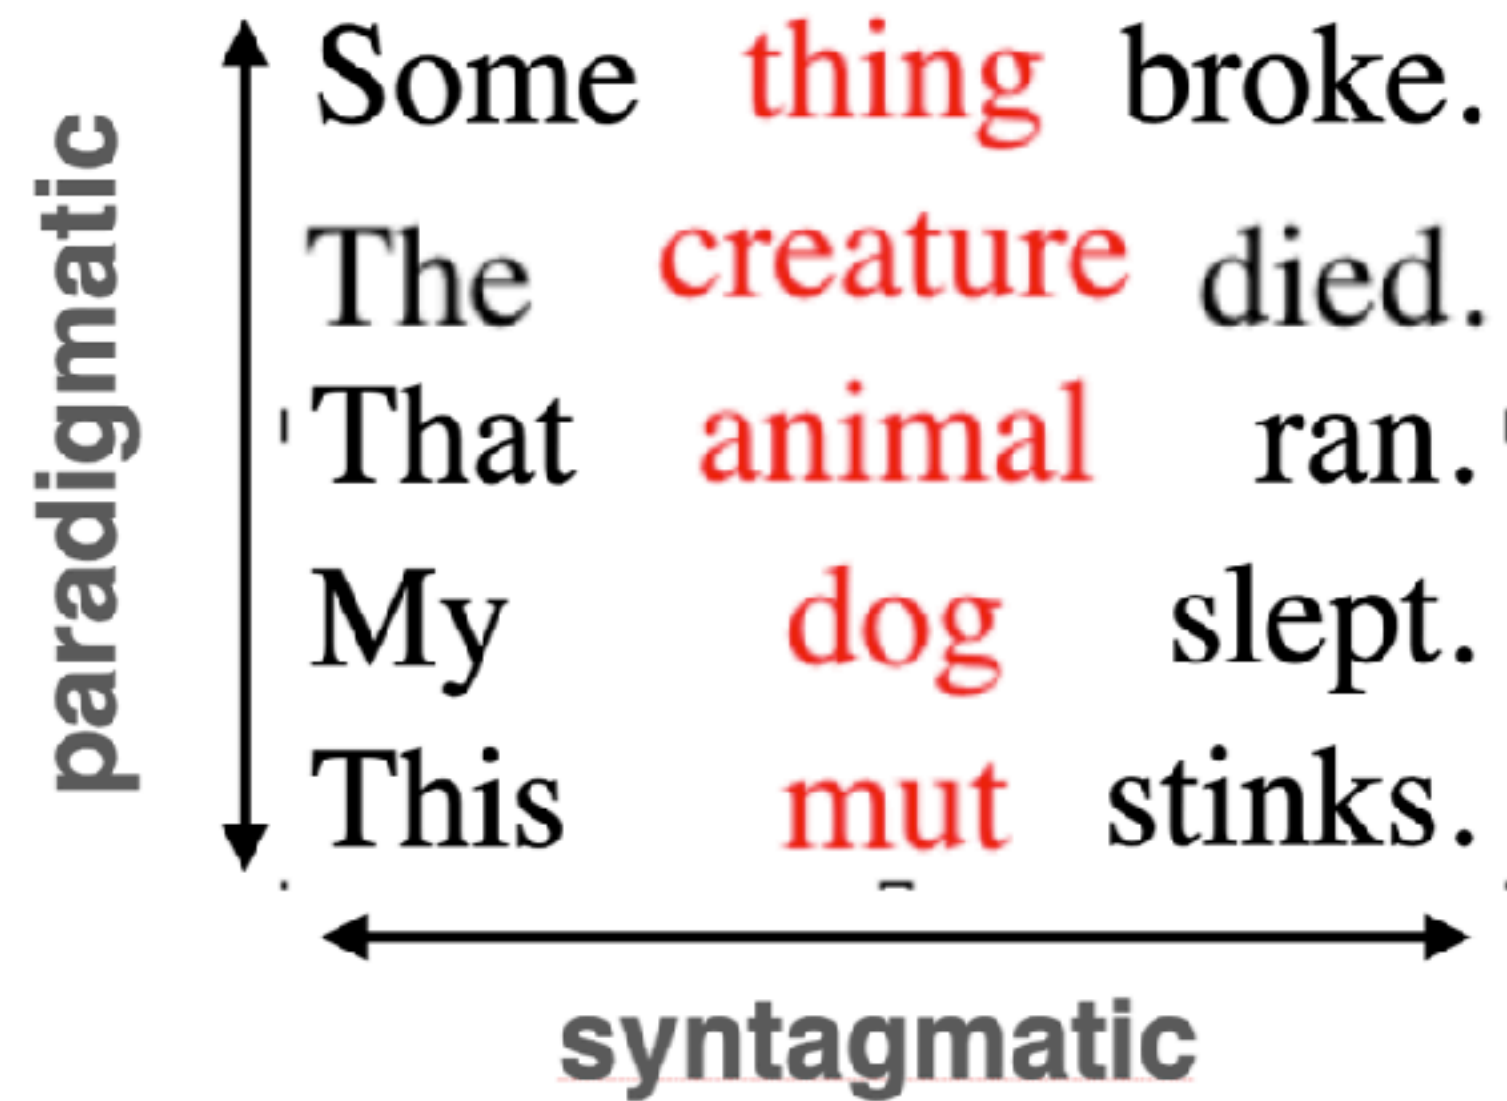 paradigmatic
Some thing broke.
The creature died.
That animal ran.
My dog slept.
This mut stinks.
syntagmatic